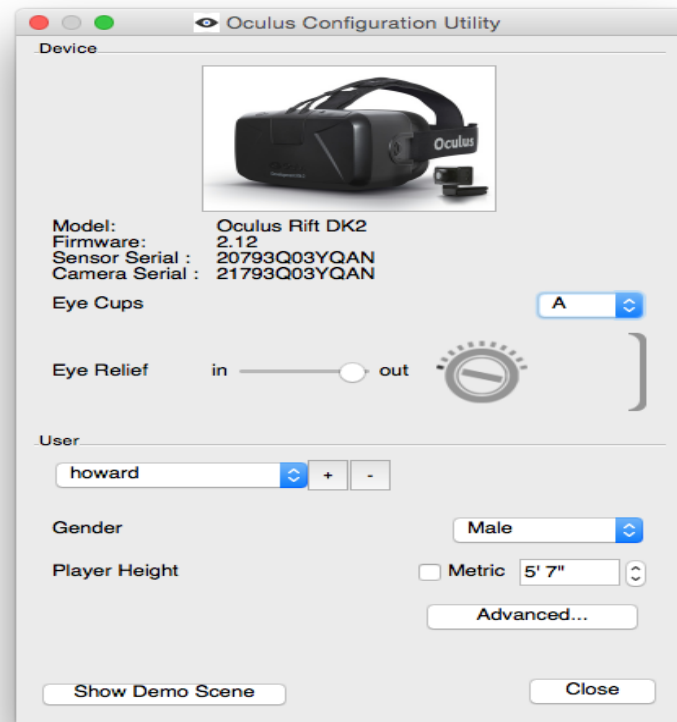 Oculus Configuration Utility
Device
Oculus
Model: Oculus Rift DK2
Firmware: 2.12
Sensor Serial : 20793Q03YQAN
Camera Serial : 21793Q03YQAN
Eye Cups A
Eye Relief in out
User
howard + -
Gender Male
Player Height Metric 5' 7"
Advanced...
Show Demo Scene Close